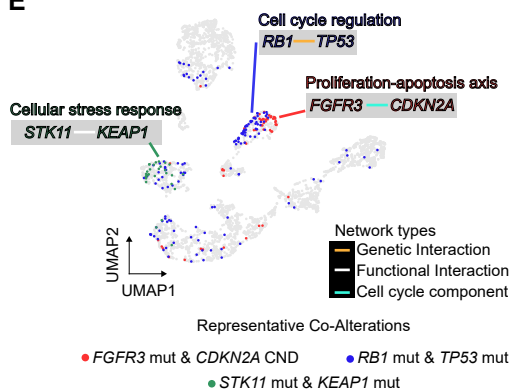 E
Cell cycle regulation
RB1 TP53
Proliferation-apoptosis axis
FGFR3 CDKN2A
Cellular stress response
STK11 KEAP1
UMAP2
UMAP1
Network types
Genetic Interaction
Functional Interaction
Cell cycle component
Representative Co-Alterations
FGFR3 mut & CDKN2A CND
RB1 mut & TP53 mut
STK11 mut & KEAP1 mut